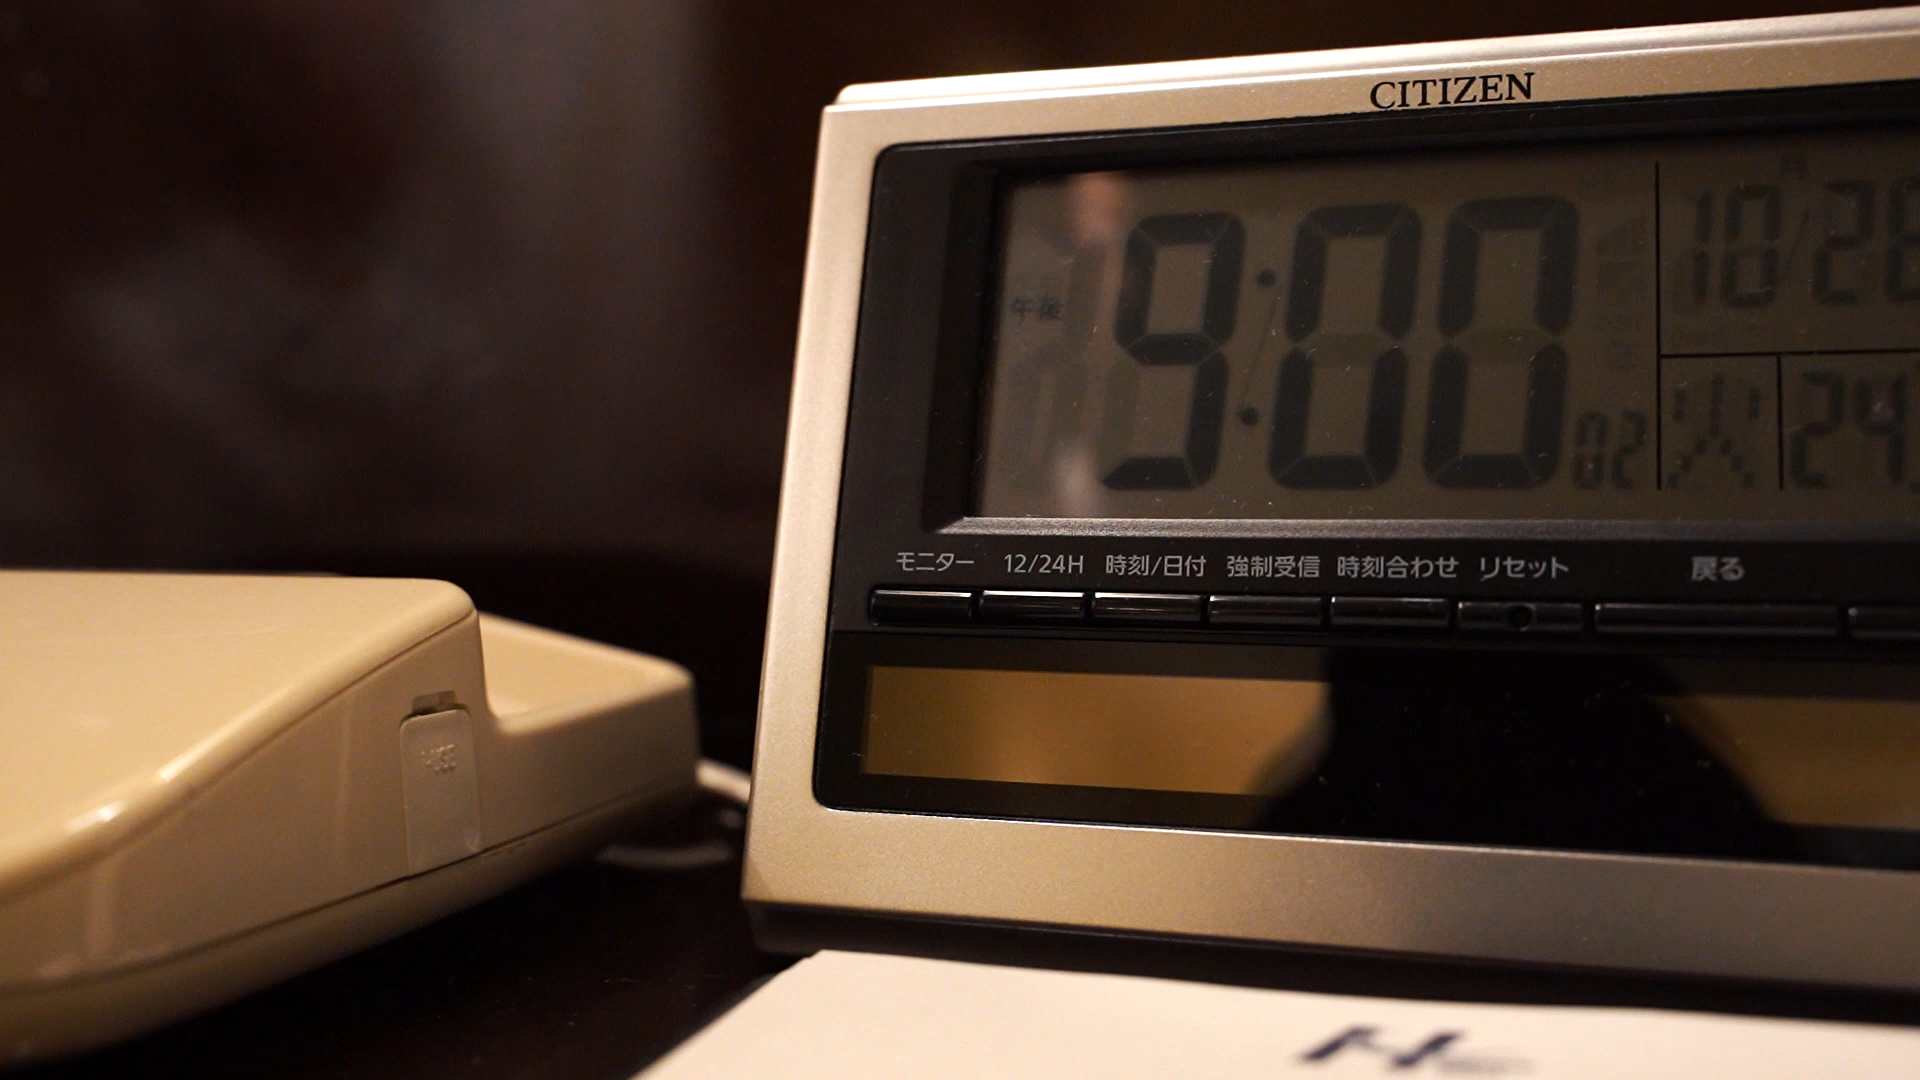 CITIZEN
午後 9:00 02
10/28
火 24
モニター 12/24H 時刻/日付 強制受信 時刻合わせ リセット 戻る